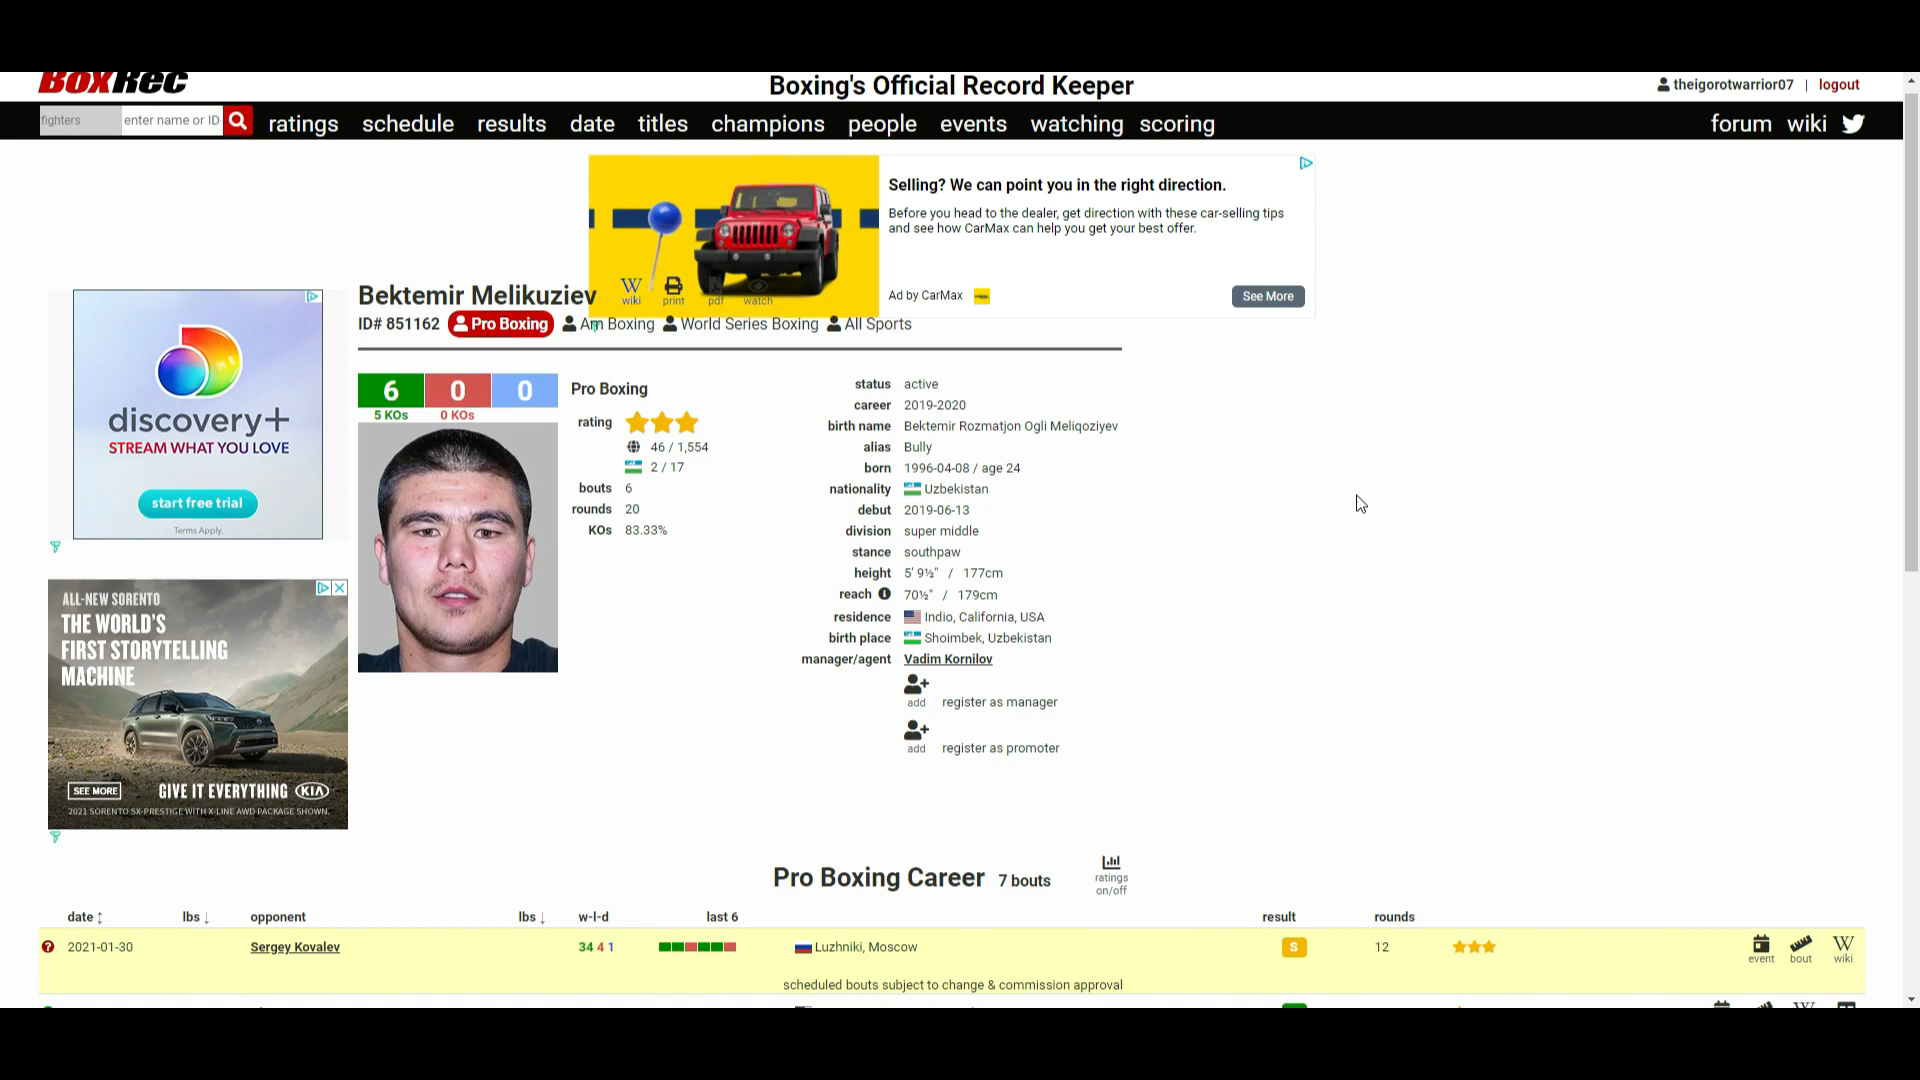 BoxRec
Boxing's Official Record Keeper
theigorotwarrior07 | logout
fighters enter name or ID ratings schedule results date titles champions people events watching scoring forum wiki
Selling? We can point you in the right direction.
Before you head to the dealer, get direction with these car-selling tips
and see how CarMax can help you get your best offer.
Ad by CarMax See More
Bektemir Melikuziev wiki print pdf watch
ID# 851162 Pro Boxing Am Boxing World Series Boxing All Sports
discovery+
STREAM WHAT YOU LOVE
start free trial
Terms Apply.
6 0 0
5 KOs 0 KOs
Pro Boxing
rating
46 / 1,554
2 / 17
bouts 6
rounds 20
KOs 83.33%
status active
career 2019-2020
birth name Bektemir Rozmatjon Ogli Meliqoziyev
alias Bully
born 1996-04-08 / age 24
nationality Uzbekistan
debut 2019-06-13
division super middle
stance southpaw
height 5' 9½" / 177cm
reach 70½" / 179cm
residence Indio, California, USA
birth place Shoimbek, Uzbekistan
manager/agent Vadim Kornilov
add register as manager
add register as promoter
ALL-NEW SORENTO
THE WORLD'S
FIRST STORYTELLING
MACHINE
SEE MORE GIVE IT EVERYTHING KIA
2021 SORENTO SX-PRESTIGE WITH X-LINE AWD PACKAGE SHOWN.
Pro Boxing Career 7 bouts
ratings
on/off
date lbs opponent lbs w-l-d last 6 result rounds
2021-01-30 Sergey Kovalev 34 4 1 Luzhniki, Moscow S 12
event bout wiki
scheduled bouts subject to change & commission approval